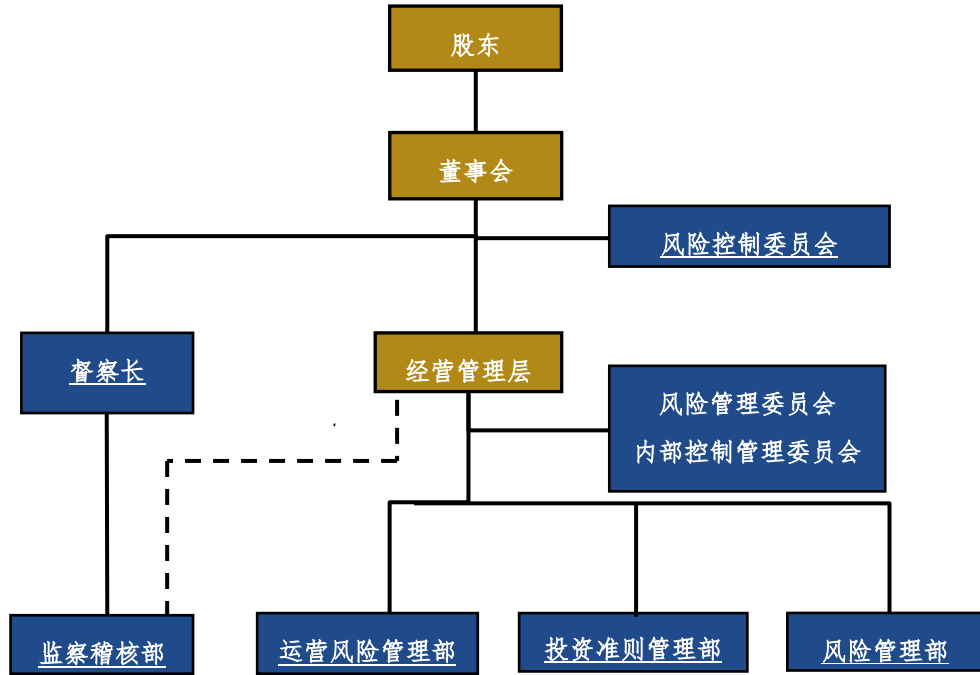 股东
董事会
风险控制委员会
督察长
经营管理层
风险管理委员会
内部控制管理委员会
监察稽核部
运营风险管理部
投资准则管理部
风险管理部